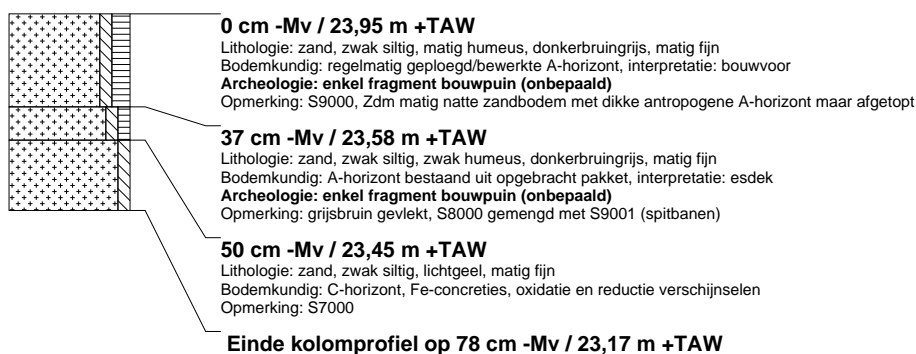 0 cm -Mv / 23,95 m +TAW
Lithologie: zand, zwak siltig, matig humeus, donkerbruingrijs, matig fijn
Bodemkundig: regelmatig geploegd/bewerkte A-horizont, interpretatie: bouwvoor
Archeologie: enkel fragment bouwpuin (onbepaald)
Opmerking: S9000, Zdm matig natte zandbodem met dikke antropogene A-horizont maar afgetopt
37 cm -Mv / 23,58 m +TAW
Lithologie: zand, zwak siltig, zwak humeus, donkerbruingrijs, matig fijn
Bodemkundig: A-horizont bestaand uit opgebracht pakket, interpretatie: esdek
Archeologie: enkel fragment bouwpuin (onbepaald)
Opmerking: grijsbruin gevlekt, S8000 gemengd met S9001 (spitbanen)
50 cm -Mv / 23,45 m +TAW
Lithologie: zand, zwak siltig, lichtgeel, matig fijn
Bodemkundig: C-horizont, Fe-concreties, oxidatie en reductie verschijnselen
Opmerking: S7000
Einde kolomprofiel op 78 cm -Mv / 23,17 m +TAW